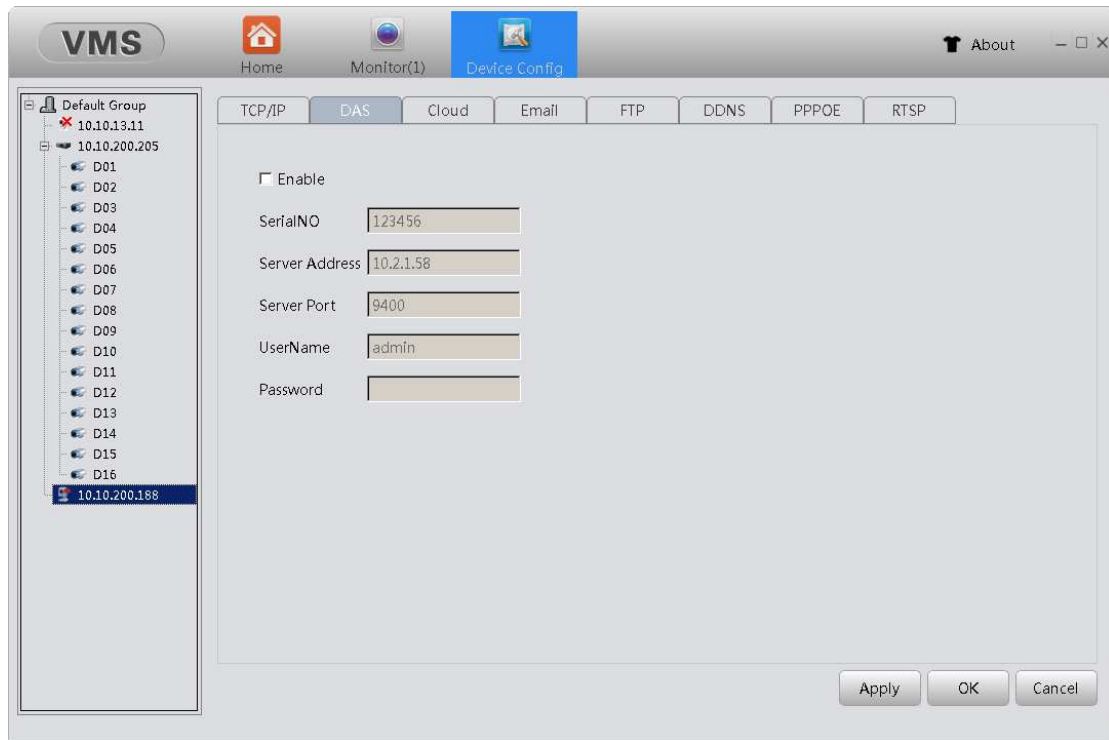 VMS
Home
Monitor(1)
Device Config
About
Default Group
10.10.13.11
10.10.200.205
D01
D02
D03
D04
D05
D06
D07
D08
D09
D10
D11
D12
D13
D14
D15
D16
10.10.200.188
TCP/IP DAS Cloud Email FTP DDNS PPPOE RTSP
Enable
SerialNO 123456
Server Address 10.2.1.58
Server Port 9400
UserName admin
Password
Apply OK Cancel